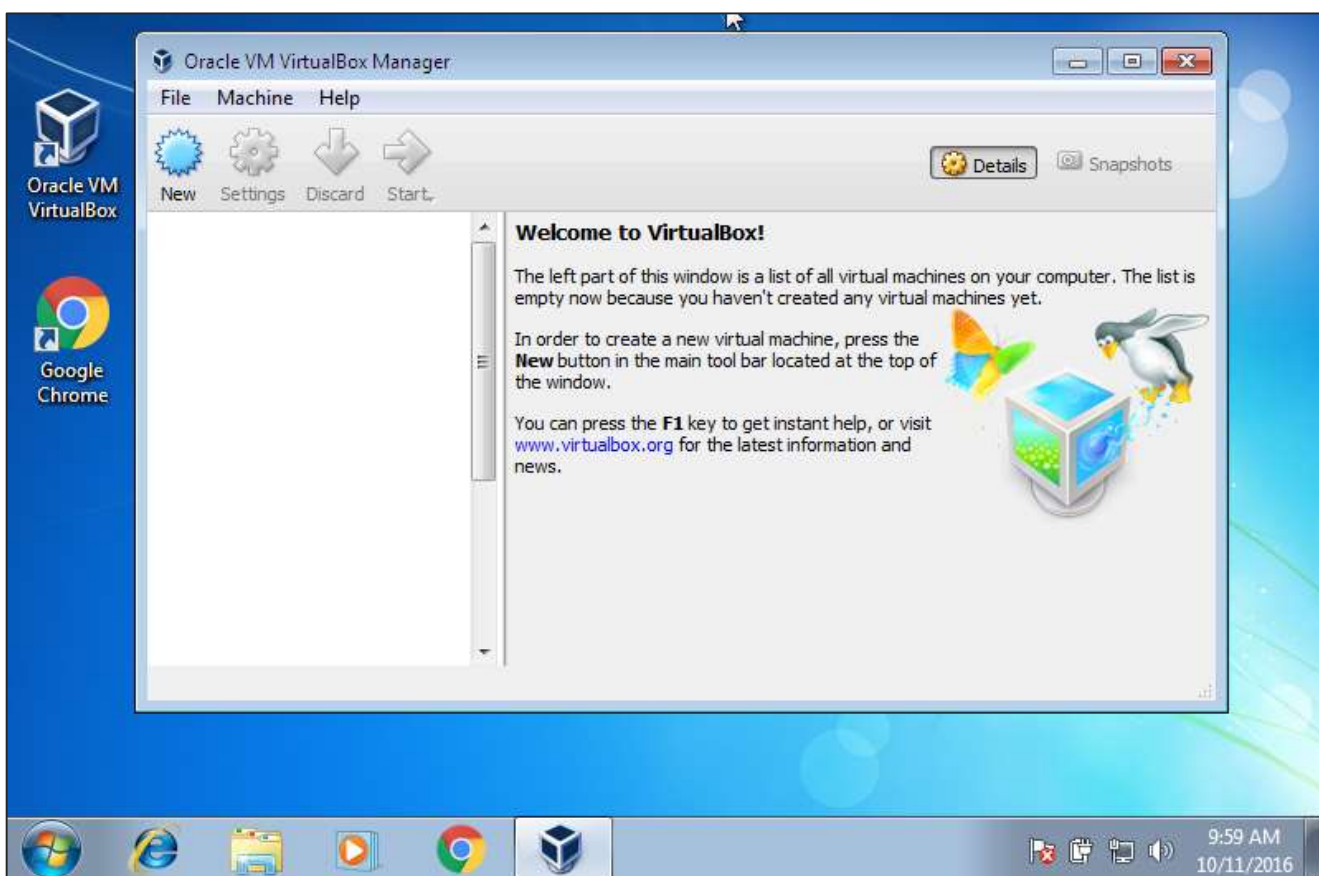 Oracle VM VirtualBox Manager
File Machine Help
New Settings Discard Start
Details Snapshots
Oracle VM
VirtualBox
Google
Chrome
Welcome to VirtualBox!
The left part of this window is a list of all virtual machines on your computer. The list is
empty now because you haven't created any virtual machines yet.
In order to create a new virtual machine, press the
New button in the main tool bar located at the top of
the window.
You can press the F1 key to get instant help, or visit
www.virtualbox.org for the latest information and
news.
9:59 AM
10/11/2016